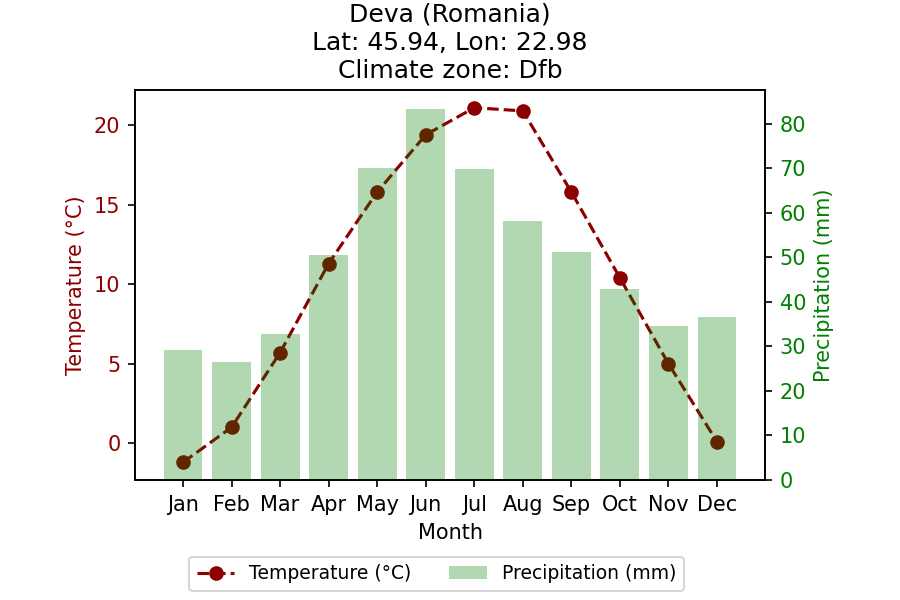 Deva (Romania)
Lat: 45.94, Lon: 22.98
Climate zone: Dfb
Temperature (°C)
20
15
10
5
0
80
70
60
50
40
30
20
10
0
Precipitation (mm)
Jan Feb Mar Apr May Jun Jul Aug Sep Oct Nov Dec
Month
Temperature (°C) Precipitation (mm)